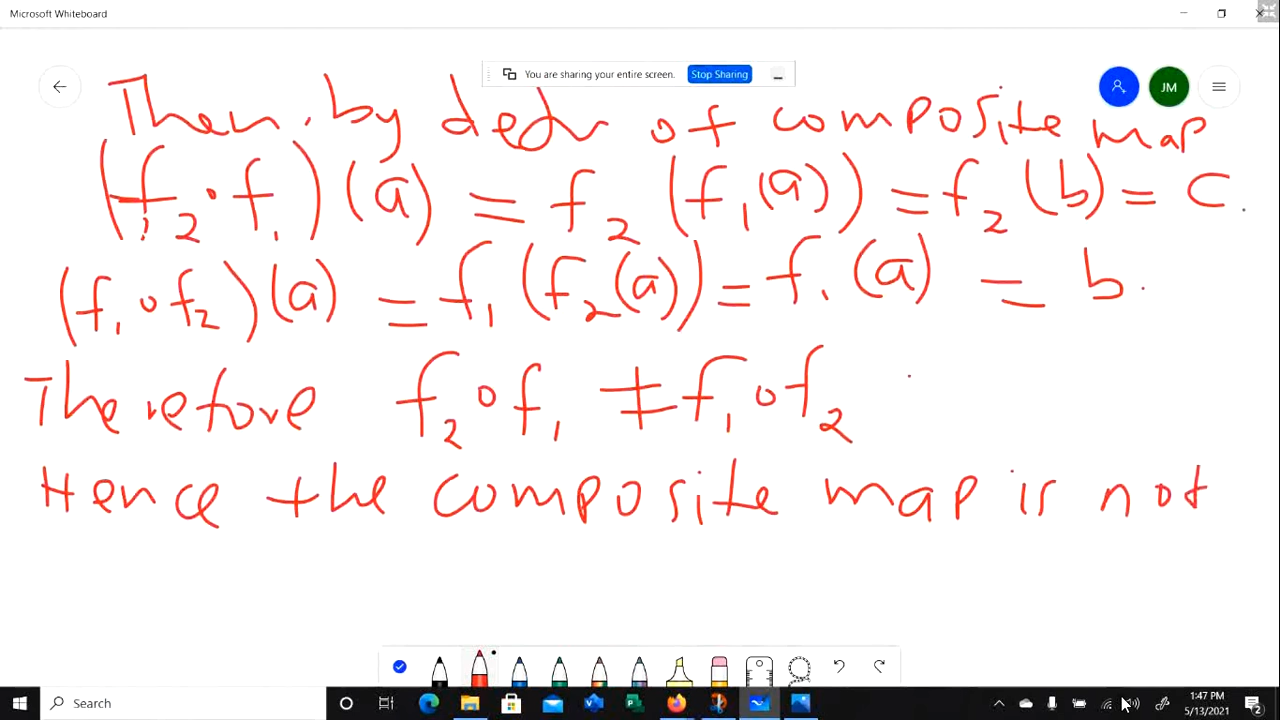 Microsoft Whiteboard
You are sharing your entire screen. Stop Sharing
JM
Then, by defn of composite map
(f₂∘f₁)(a) = f₂(f₁(a)) = f₂(b) = c.
(f₁∘f₂)(a) = f₁(f₂(a)) = f₁(a) = b.
Therefore f₂∘f₁ ≠ f₁∘f₂
Hence the composite map is not
Search
1:47 PM
5/13/2021
2